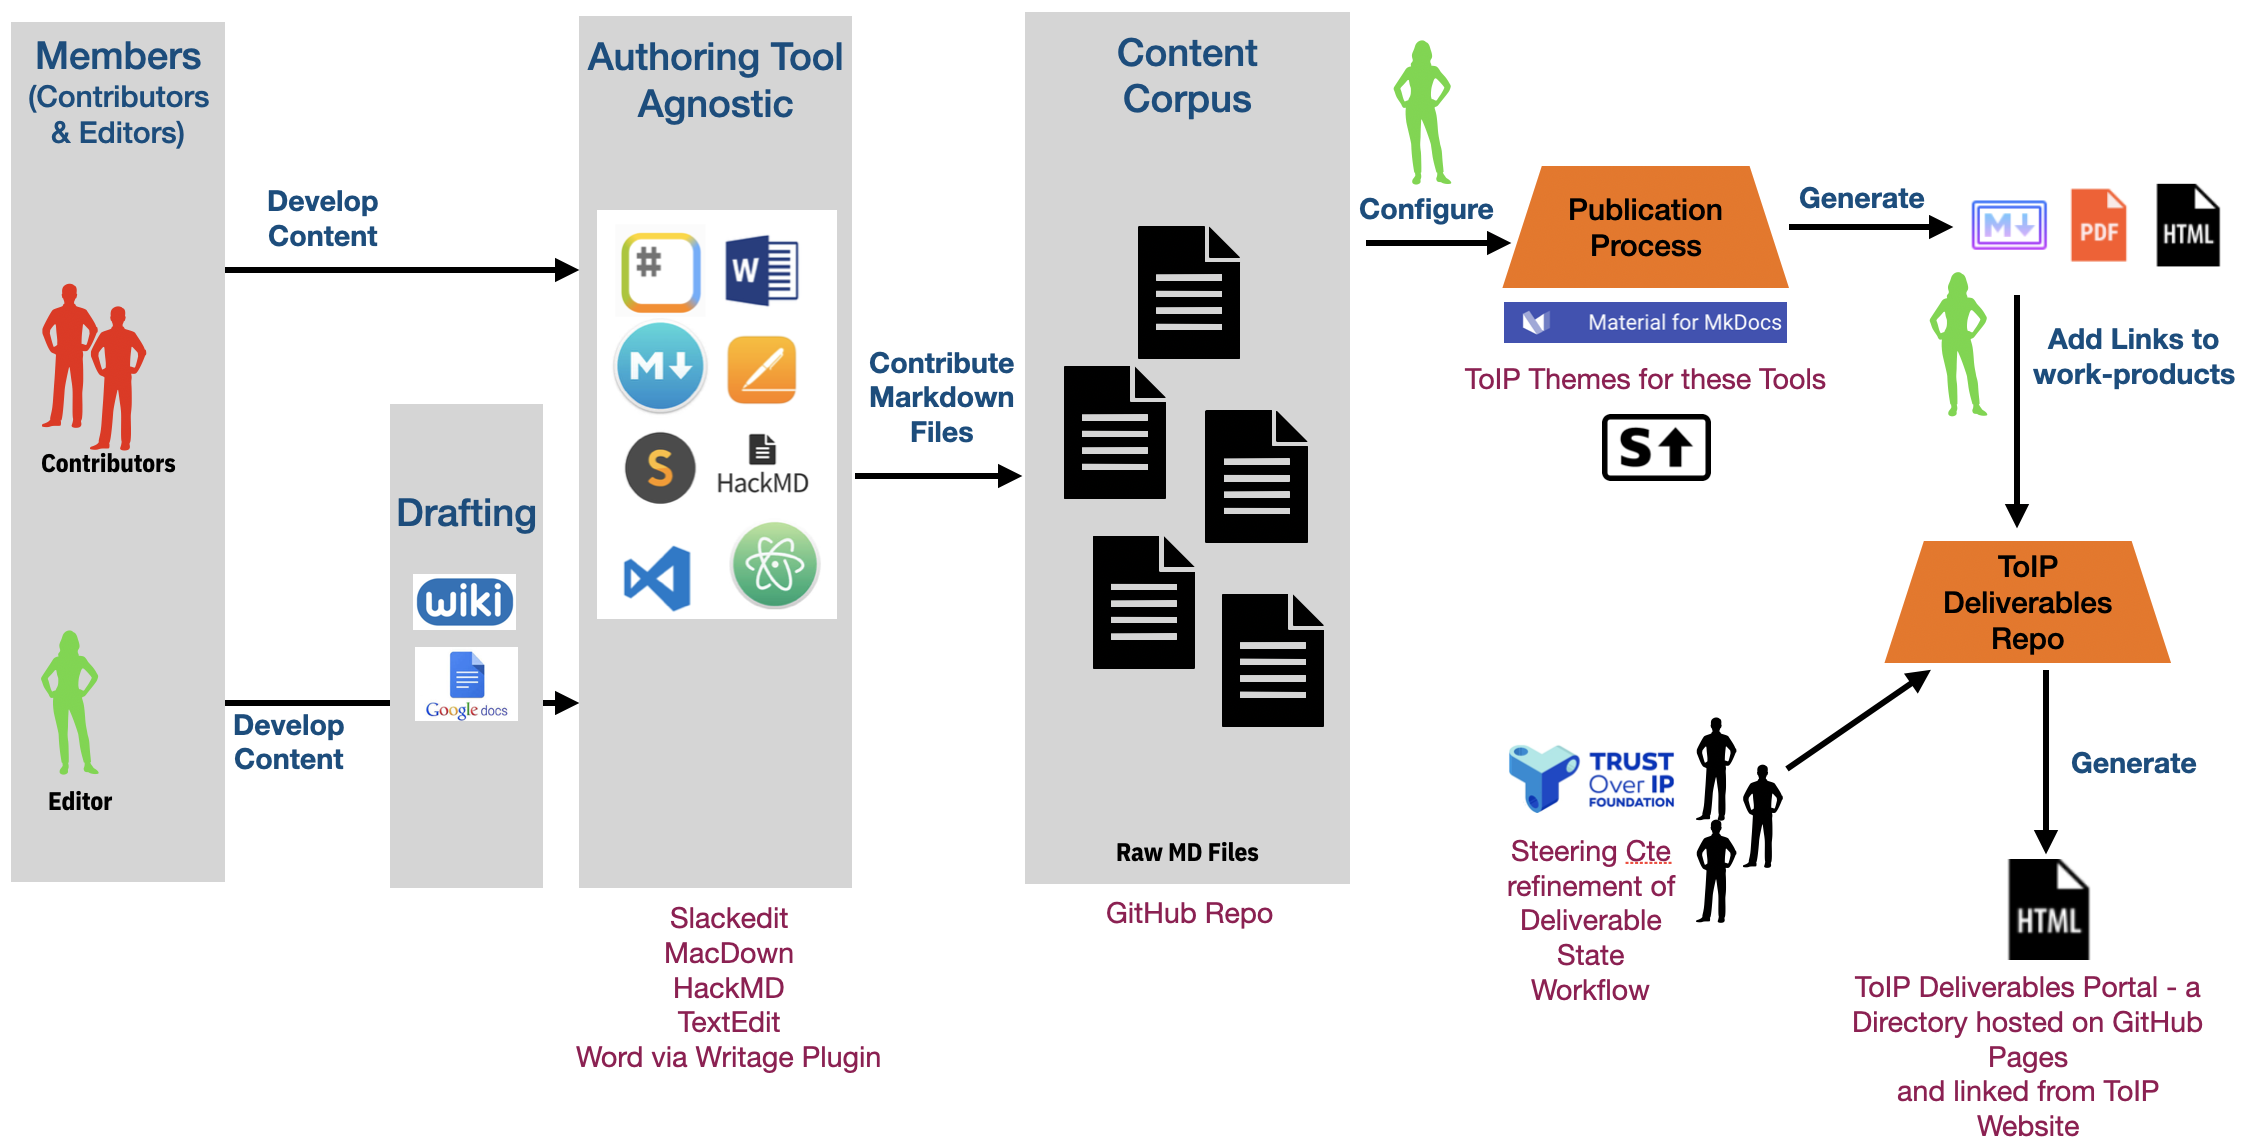 Members
(Contributors
& Editors)
Contributors
Editor
Develop
Content
Develop
Content
Drafting
wiki
Google docs
Authoring Tool
Agnostic
#
W
M
S
HackMD
Slackedit
MacDown
HackMD
TextEdit
Word via Writage Plugin
Contribute
Markdown
Files
Content
Corpus
Raw MD Files
GitHub Repo
Configure
Publication
Process
Material for MkDocs
ToIP Themes for these Tools
S
Generate
M
PDF
HTML
Add Links to
work-products
ToIP
Deliverables
Repo
TRUST
Over IP
FOUNDATION
Steering Cte
refinement of
Deliverable
State
Workflow
Generate
HTML
ToIP Deliverables Portal - a
Directory hosted on GitHub
Pages
and linked from ToIP
Website